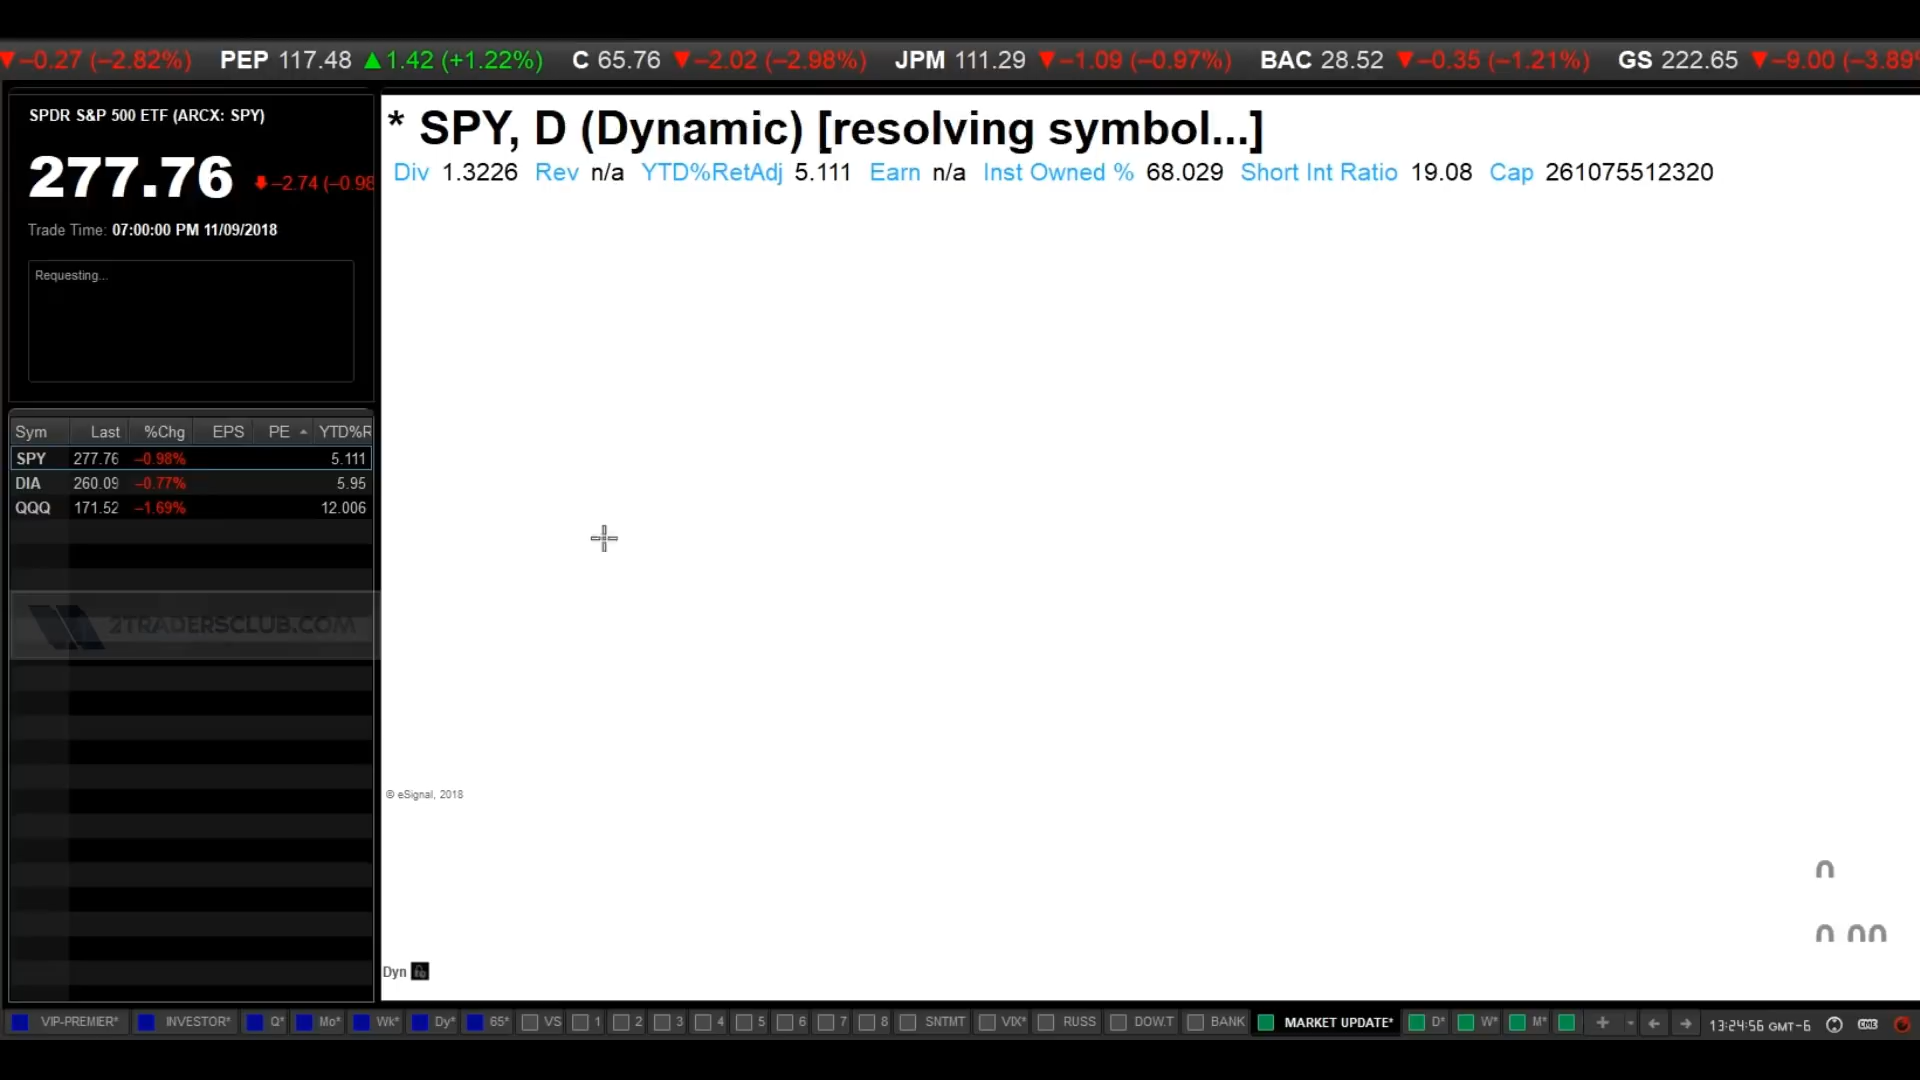 ▼–0.27 (–2.82%) PEP 117.48 ▲1.42 (+1.22%) C 65.76 ▼–2.02 (–2.98%) JPM 111.29 ▼–1.09 (–0.97%) BAC 28.52 ▼–0.35 (–1.21%) GS 222.65 ▼–9.00 (–3.89%
SPDR S&P 500 ETF (ARCX: SPY)
277.76 –2.74 (–0.98
Trade Time: 07:00:00 PM 11/09/2018
Requesting...
Sym Last %Chg EPS PE YTD%R
SPY 277.76 –0.98% 5.111
DIA 260.09 –0.77% 5.95
QQQ 171.52 –1.69% 12.006
2TRADERSCLUB.COM
* SPY, D (Dynamic) [resolving symbol...]
Div 1.3226 Rev n/a YTD%RetAdj 5.111 Earn n/a Inst Owned % 68.029 Short Int Ratio 19.08 Cap 261075512320
© eSignal, 2018
Dyn
VIP-PREMIER* INVESTOR* Q* Mo* Wk* Dy* 65* VS 1 2 3 4 5 6 7 8 SNTMT VIX* RUSS DOW.T BANK MARKET UPDATE* D* W* M* 13:24:56 GMT-6 CME